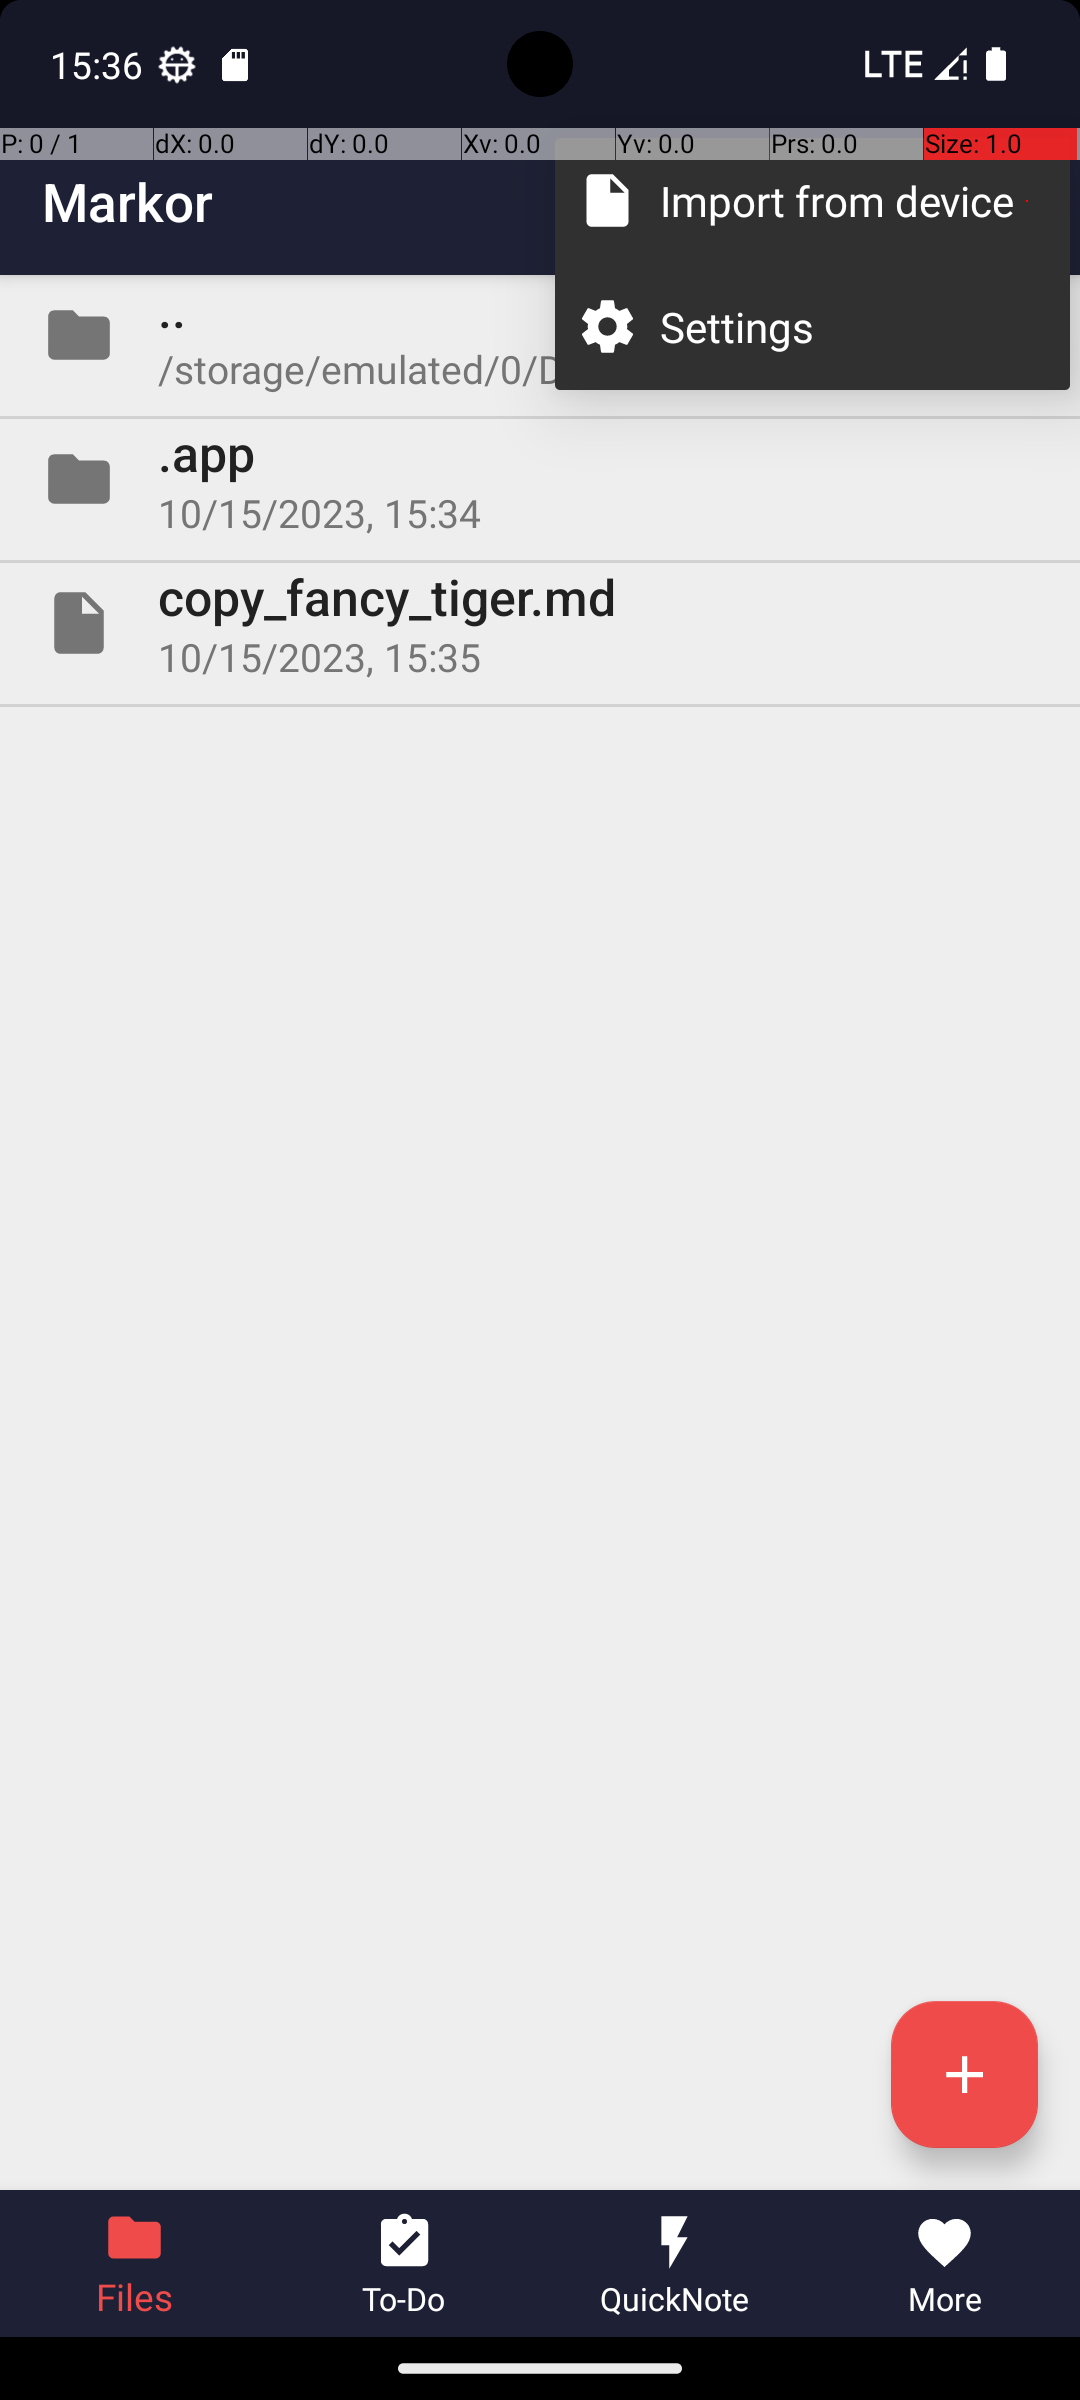 15:36
LTE
P: 0 / 1 dX: 0.0 dY: 0.0 Xv: 0.0 Yv: 0.0 Prs: 0.0 Size: 1.0
Markor
Import from device
Settings
..
/storage/emulated/0/D
.app
10/15/2023, 15:34
copy_fancy_tiger.md
10/15/2023, 15:35
Files
To-Do
QuickNote
More